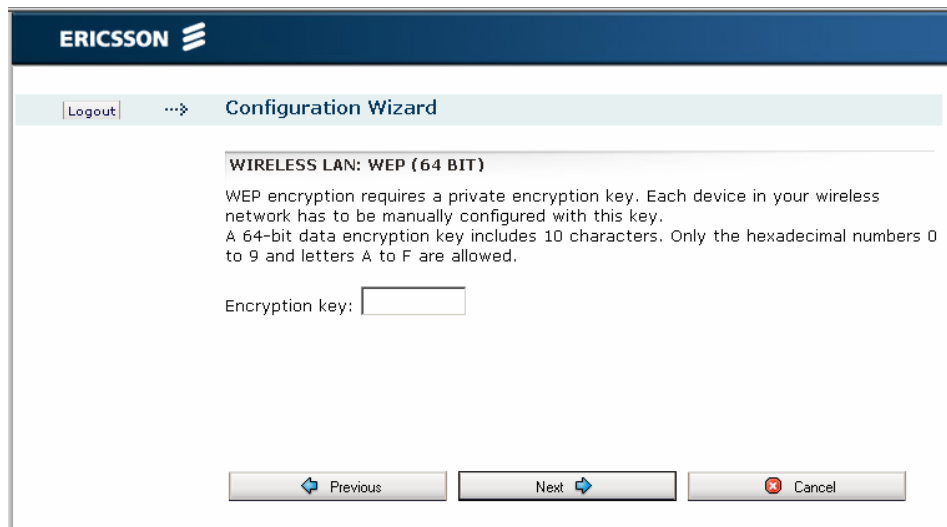 ERICSSON
Logout
Configuration Wizard
WIRELESS LAN: WEP (64 BIT)
WEP encryption requires a private encryption key. Each device in your wireless
network has to be manually configured with this key.
A 64-bit data encryption key includes 10 characters. Only the hexadecimal numbers 0
to 9 and letters A to F are allowed.
Encryption key:
Previous
Next
Cancel